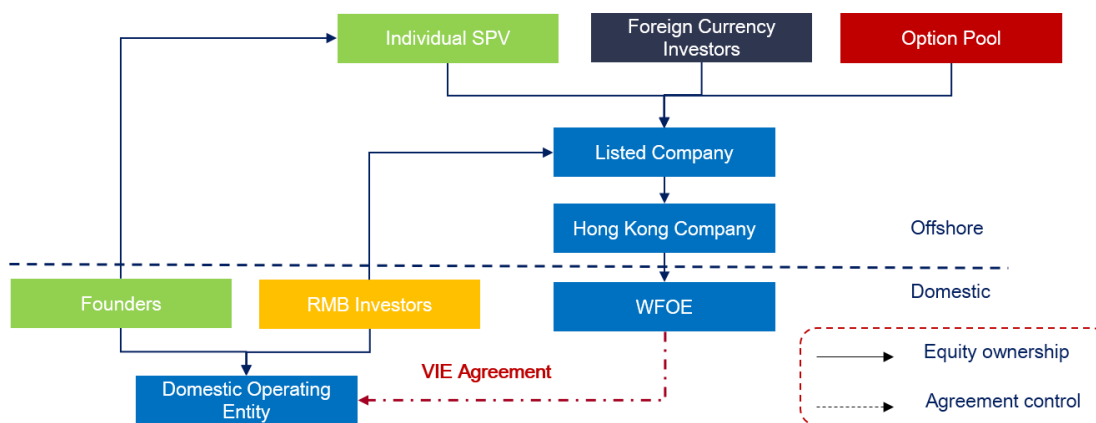 Individual SPV
Foreign Currency
Investors
Option Pool
Listed Company
Hong Kong Company
Offshore
Domestic
Founders
RMB Investors
WFOE
VIE Agreement
Domestic Operating
Entity
Equity ownership
Agreement control